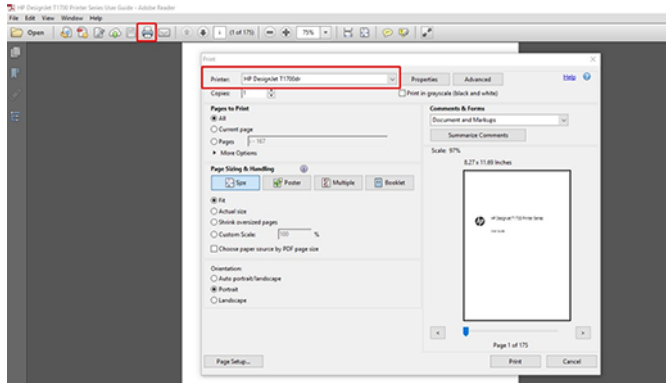 HP DesignJet T1700 Printer Series User Guide - Adobe Reader
File Edit View Window Help
Open 1 (1 of 175) 75%
Print X
Printer: HP DesignJet T1700dr Properties Advanced Help
Copies: 1 Print in grayscale (black and white)
Pages to Print
All
Current page
Pages 1 - 167
More Options
Page Sizing & Handling
Size Poster Multiple Booklet
Fit
Actual size
Shrink oversized pages
Custom Scale: 100 %
Choose paper source by PDF page size
Orientation:
Auto portrait/landscape
Portrait
Landscape
Comments & Forms
Document and Markups
Summarize Comments
Scale: 97%
8.27 x 11.69 Inches
hp
HP DesignJet T1700 Printer Series
< >
Page 1 of 175
Page Setup... Print Cancel